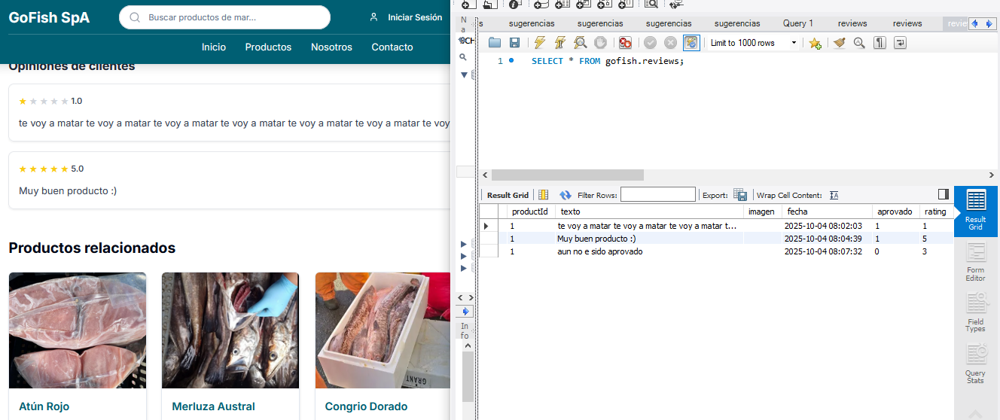 GoFish SpA
Buscar productos de mar...
Iniciar Sesión
Inicio Productos Nosotros Contacto
Opiniones de clientes
1.0
te voy a matar te voy a matar te voy a matar te voy a matar te voy a matar te voy a matar te voy
5.0
Muy buen producto :)
Productos relacionados
GRANT
Atún Rojo
Merluza Austral
Congrio Dorado
N
a
s sugerencias sugerencias sugerencias sugerencias Query 1 reviews reviews revie
SCH
Limit to 1000 rows
1 SELECT * FROM gofish.reviews;
In
fo
Result Grid Filter Rows: Export: Wrap Cell Content:
productId texto imagen fecha aprovado rating
1 te voy a matar te voy a matar te voy a matar t... 2025-10-04 08:02:03 1 1
1 Muy buen producto :) 2025-10-04 08:04:39 1 5
1 aun no e sido aprovado 2025-10-04 08:07:32 0 3
Result
Grid
Form
Editor
Field
Types
Query
Stats